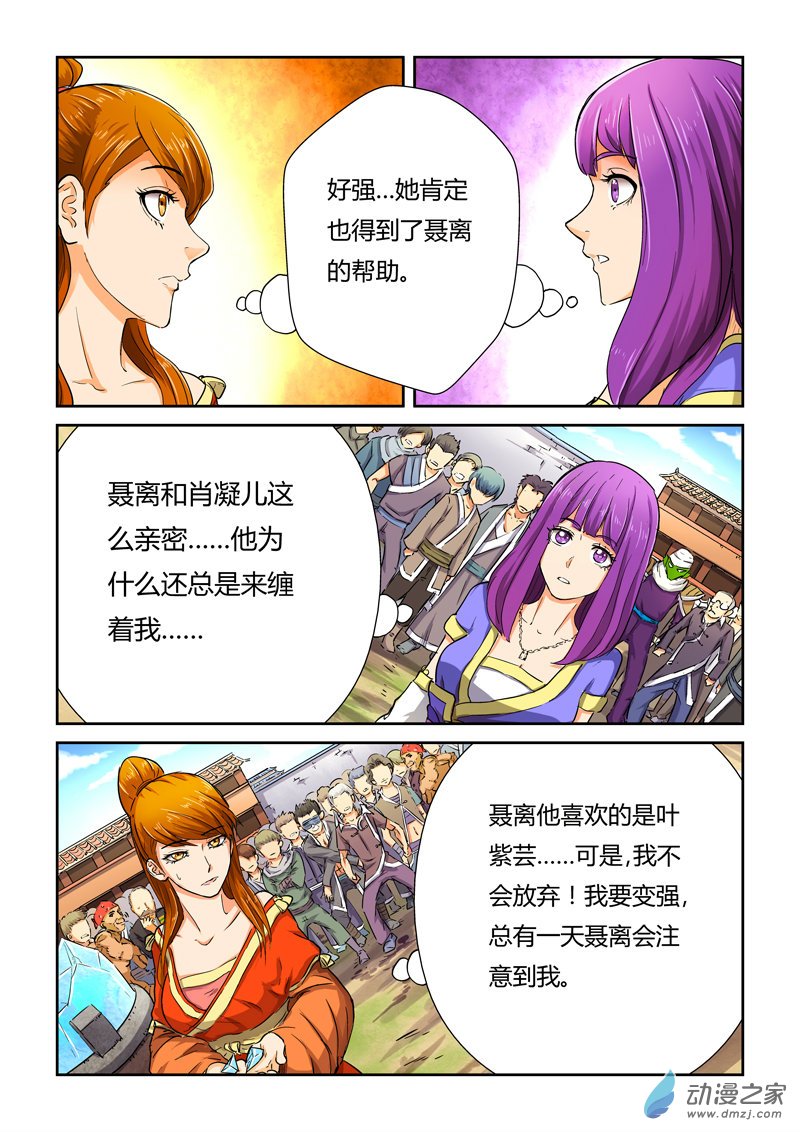 好强...她肯定
也得到了聂离
的帮助。
聂离和肖凝儿这
么亲密......他为
什么还总是来缠
着我......
聂离他喜欢的是叶
紫芸......可是，我不
会放弃！我要变强，
总有一天聂离会注
意到我。
动漫之家
www.dmzj.com